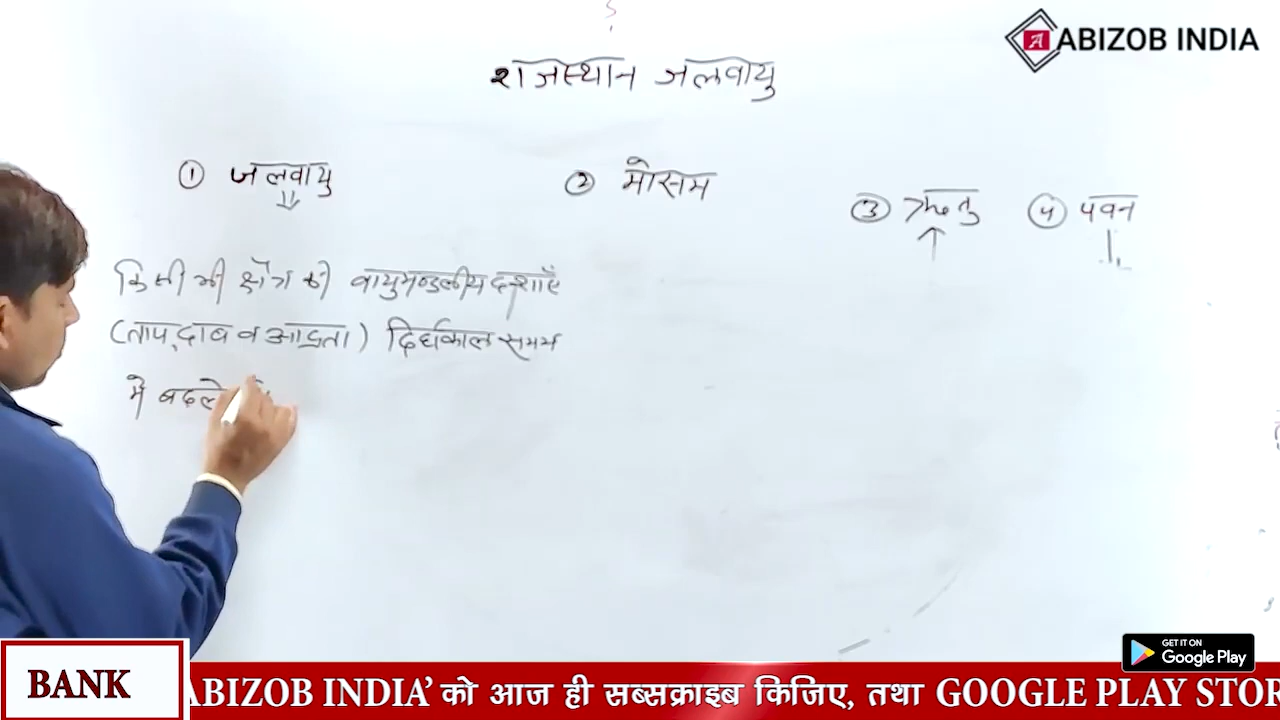 ABIZOB INDIA
राजस्थान जलवायु
① जलवायु
② मोसम
③ ऋतु
④ पवन
किसी भी क्षेत्र की वायुमण्डलीय दशाएँ
(ताप, दाब व आद्रता) दिर्घकाल समय
मे बदले
GET IT ON
Google Play
BANK
ABIZOB INDIA' को आज ही सब्सक्राइब किजिए, तथा GOOGLE PLAY STOR